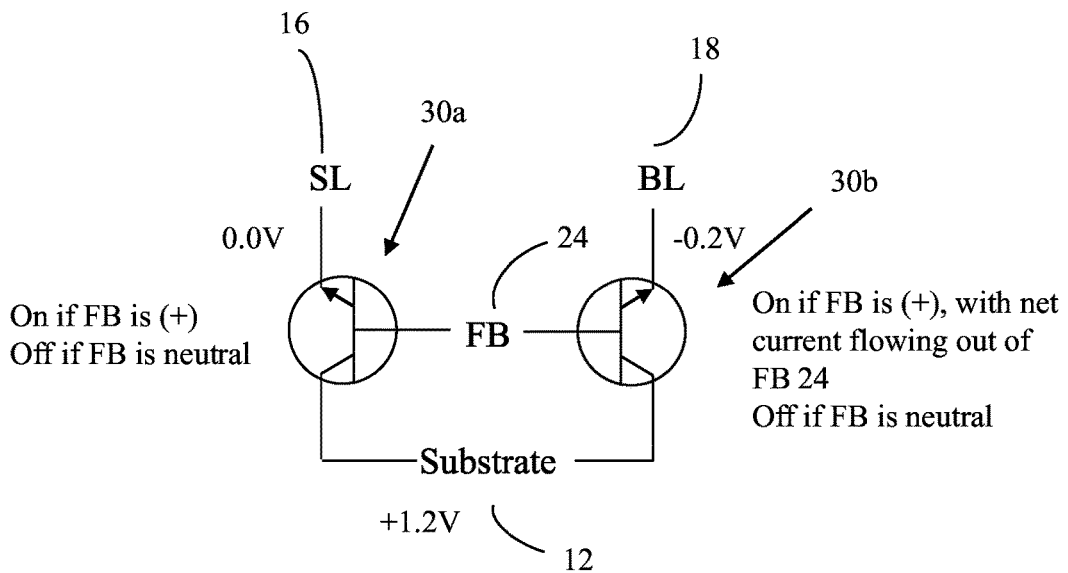 16
18
30a
30b
SL
BL
0.0V
24
-0.2V
On if FB is (+)
Off if FB is neutral
FB
On if FB is (+), with net
current flowing out of
FB 24
Off if FB is neutral
Substrate
+1.2V
12